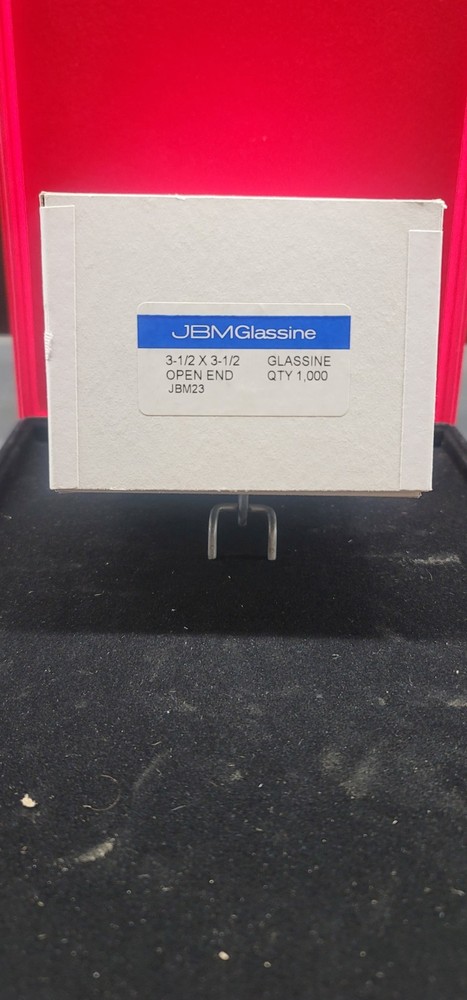 JBMGlassine
3-1/2 X 3-1/2 GLASSINE
OPEN END QTY 1,000
JBM23